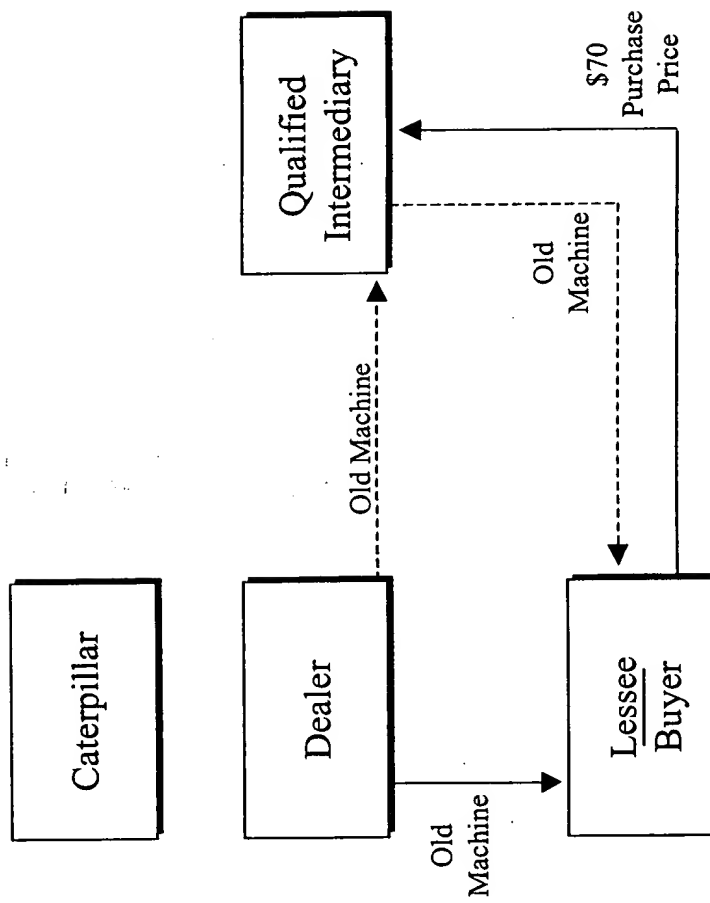 Caterpillar
Dealer
Old Machine
Qualified
Intermediary
Old
Machine
Lessee
Buyer
Old
Machine
$70
Purchase
Price